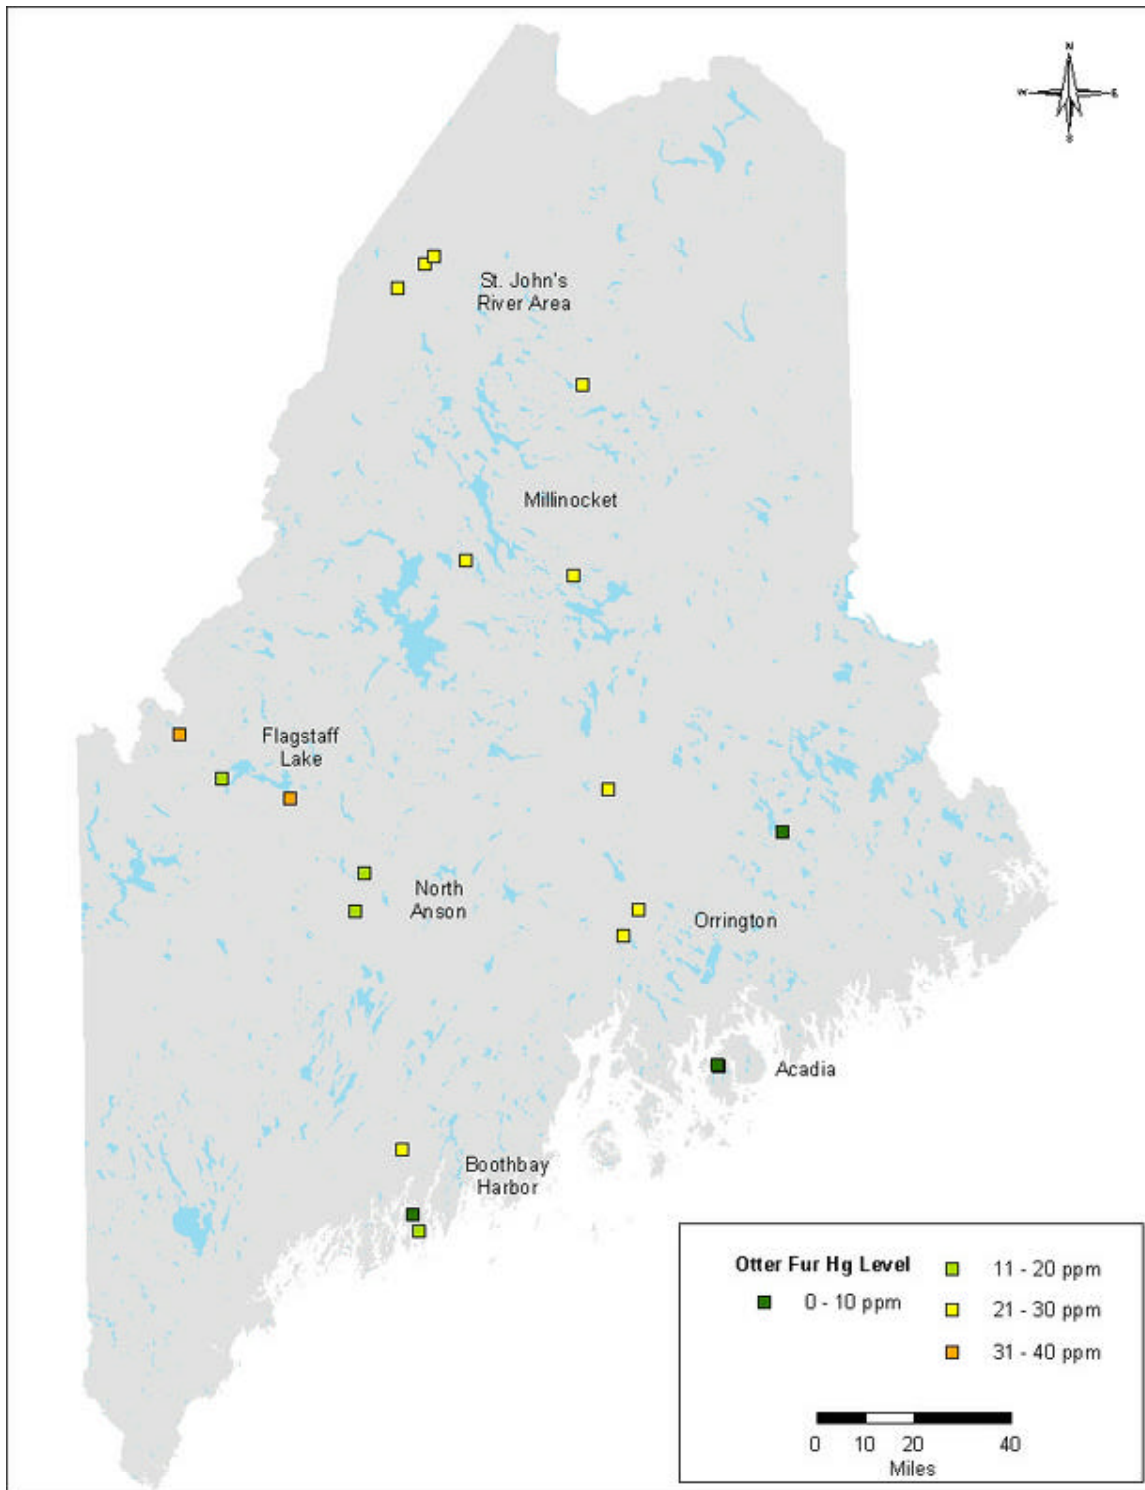 N
W
E
S
St. John's
River Area
Millinocket
Flagstaff
Lake
North
Anson
Orrington
Acadia
Boothbay
Harbor
Otter Fur Hg Level
0 - 10 ppm
11 - 20 ppm
21 - 30 ppm
31 - 40 ppm
0 10 20 40
Miles